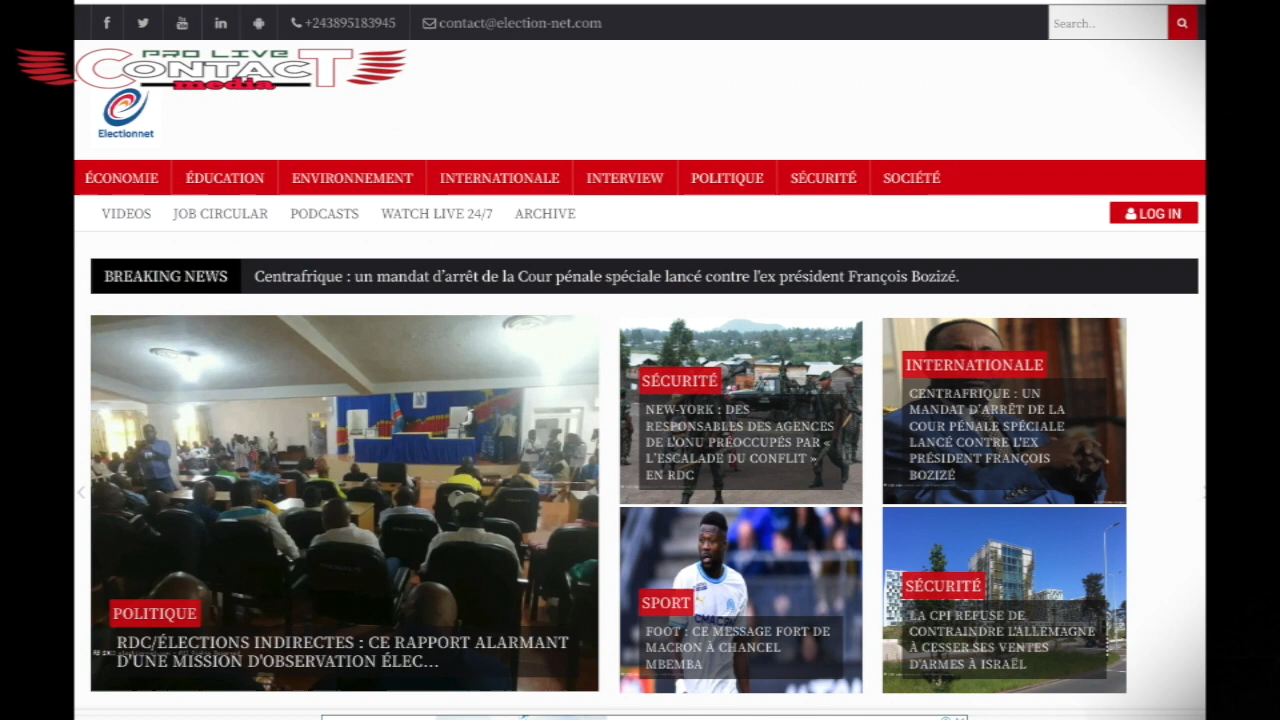 +243895183945
contact@election-net.com
Search..
PRO LIVE
CONTACT
media
Electionnet
ÉCONOMIE
ÉDUCATION
ENVIRONNEMENT
INTERNATIONALE
INTERVIEW
POLITIQUE
SÉCURITÉ
SOCIÉTÉ
VIDEOS
JOB CIRCULAR
PODCASTS
WATCH LIVE 24/7
ARCHIVE
LOG IN
BREAKING NEWS
Centrafrique : un mandat d'arrêt de la Cour pénale spéciale lancé contre l'ex président François Bozizé.
POLITIQUE
RDC/ÉLECTIONS INDIRECTES : CE RAPPORT ALARMANT
D'UNE MISSION D'OBSERVATION ÉLEC...
SÉCURITÉ
NEW-YORK : DES
RESPONSABLES DES AGENCES
DE L'ONU PRÉOCCUPÉS PAR «
L'ESCALADE DU CONFLIT »
EN RDC
INTERNATIONALE
CENTRAFRIQUE : UN
MANDAT D'ARRÊT DE LA
COUR PÉNALE SPÉCIALE
LANCÉ CONTRE L'EX
PRÉSIDENT FRANÇOIS
BOZIZÉ
SPORT
FOOT : CE MESSAGE FORT DE
MACRON À CHANCEL
MBEMBA
SÉCURITÉ
LA CPI REFUSE DE
CONTRAINDRE L'ALLEMAGNE
À CESSER SES VENTES
D'ARMES À ISRAËL